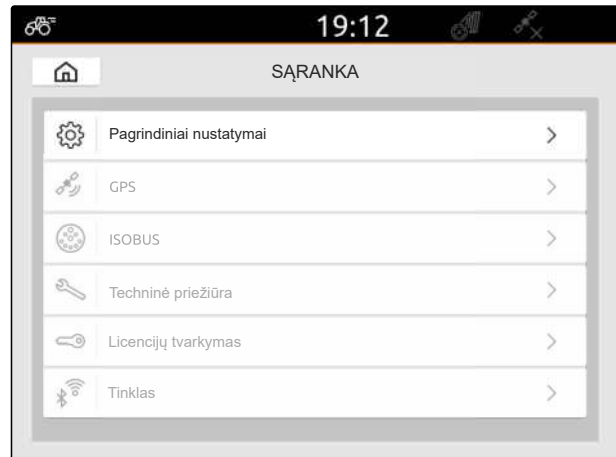 19:12
SĄRANKA
Pagrindiniai nustatymai
GPS
ISOBUS
Techninė priežiūra
Licencijų tvarkymas
Tinklas